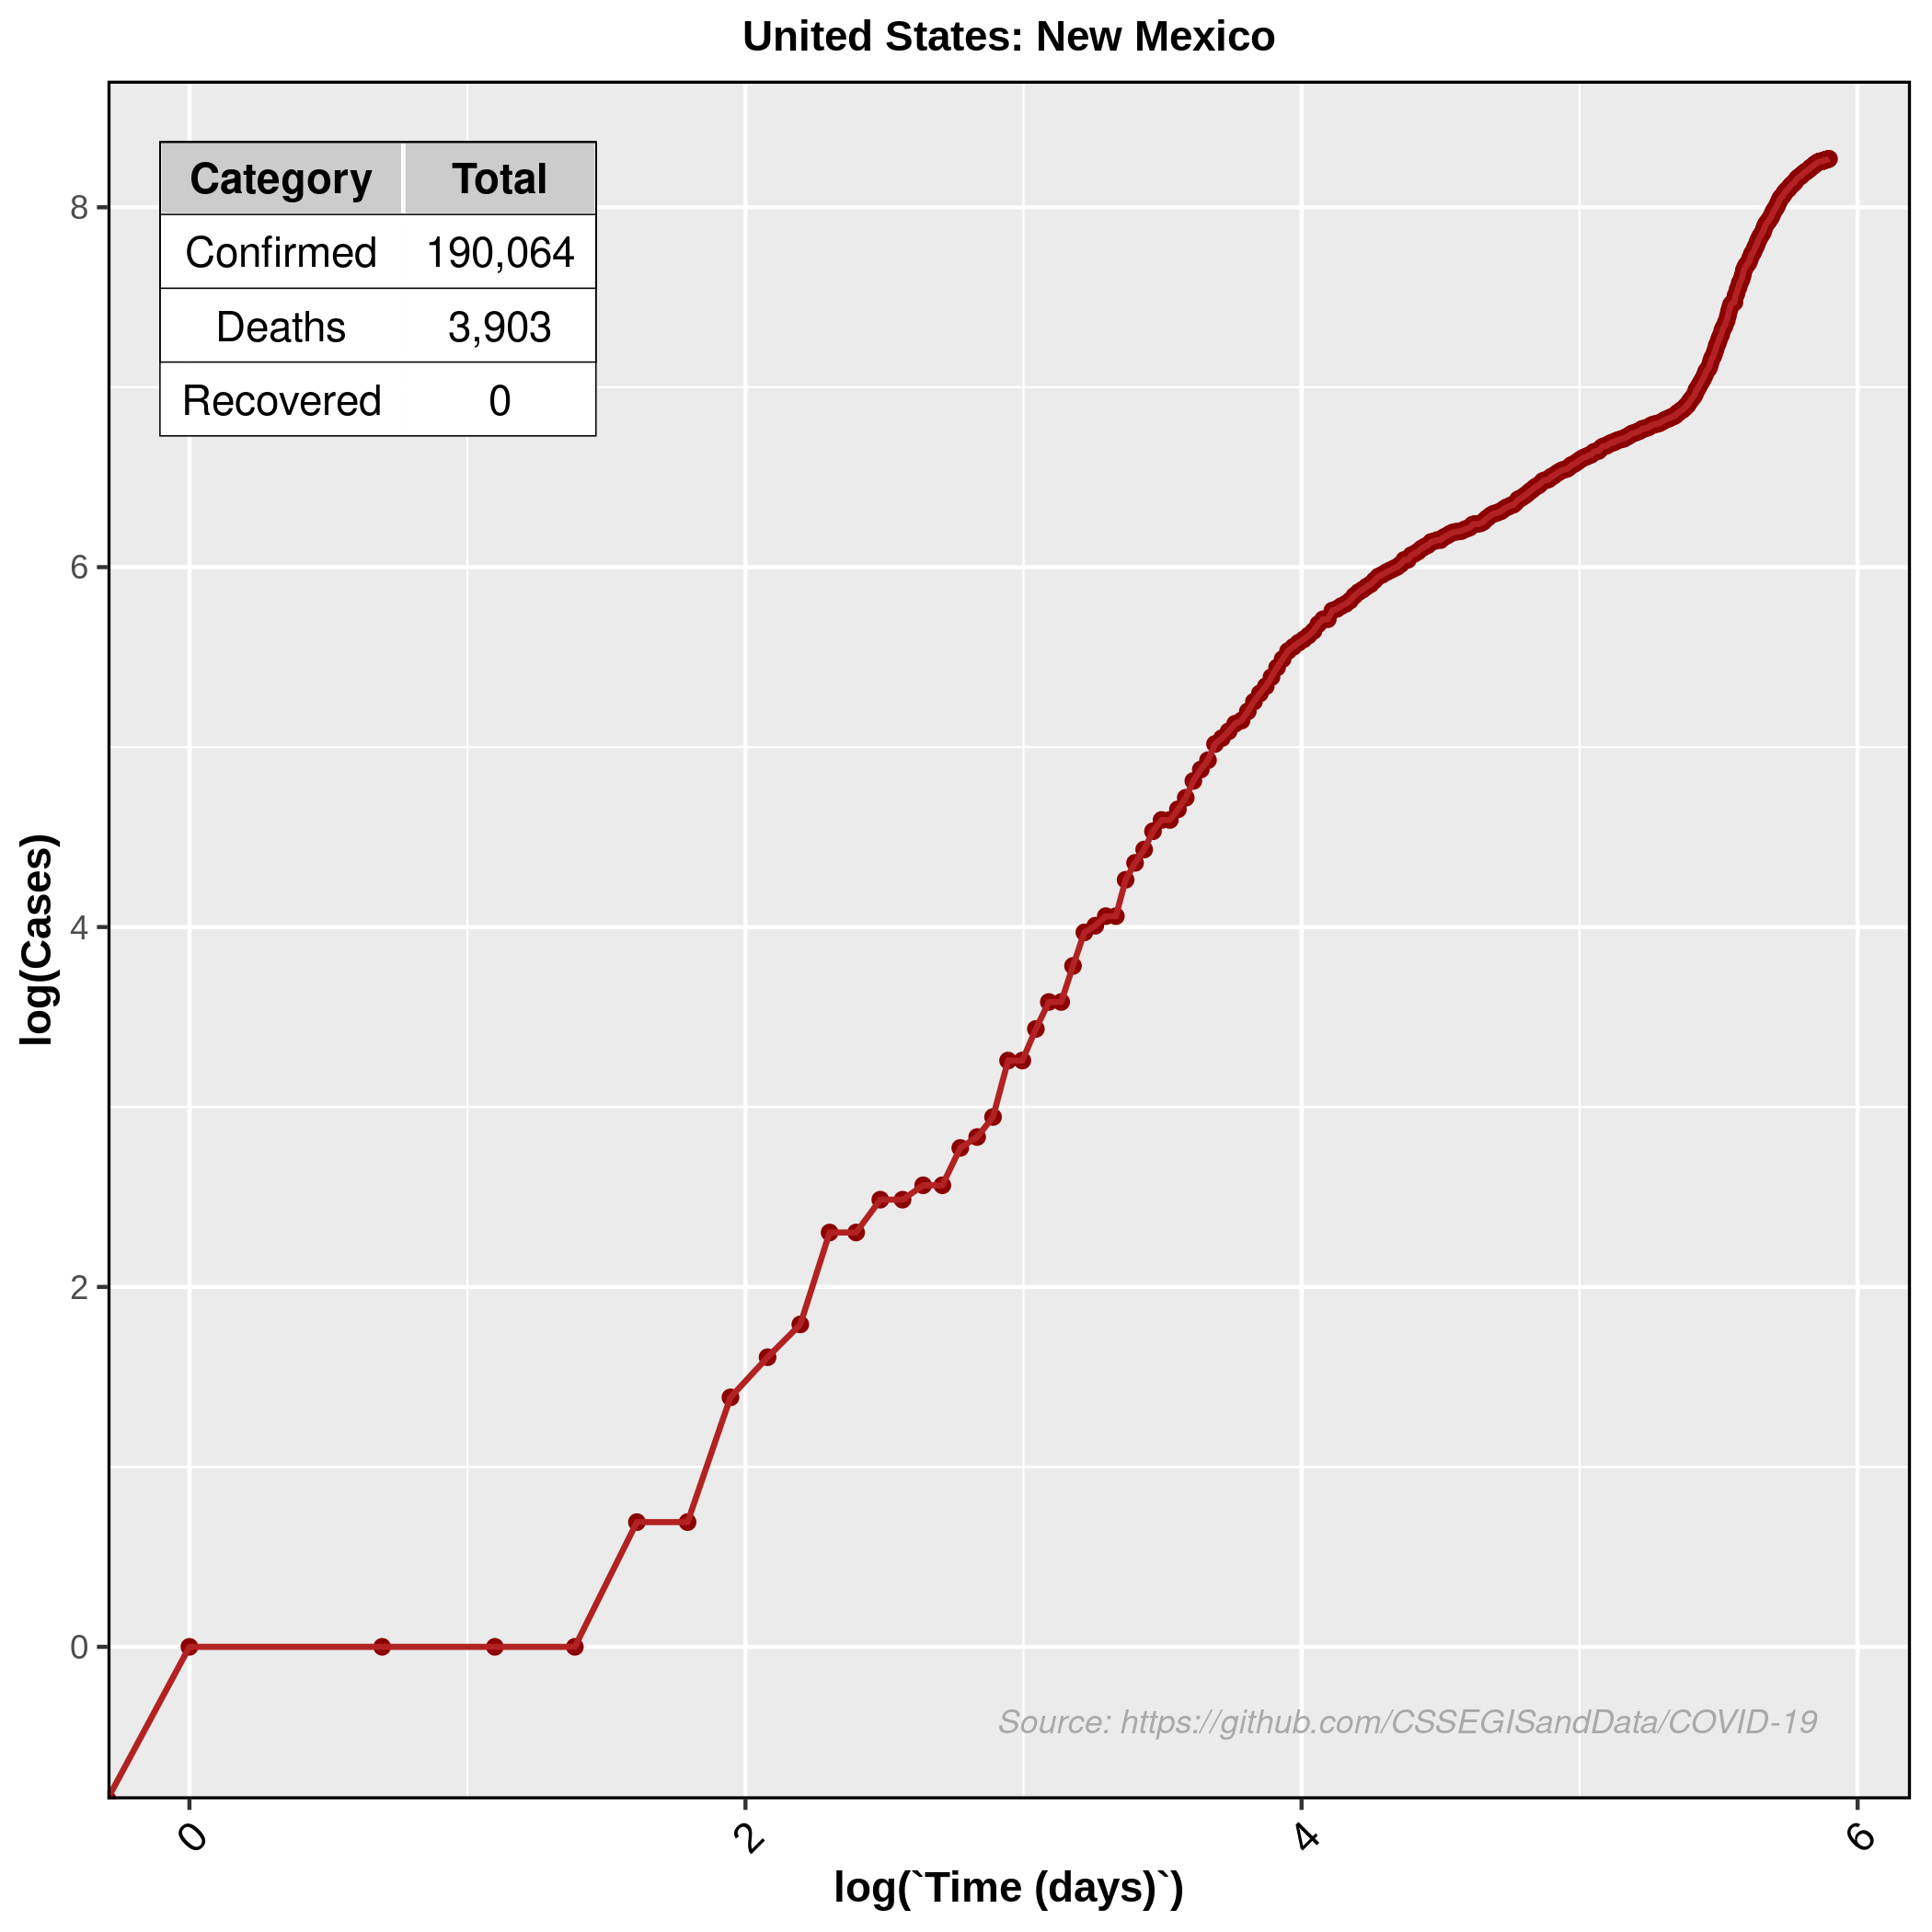 United States: New Mexico
Category Total
Confirmed 190,064
Deaths 3,903
Recovered 0
8
6
4
2
0
log(Cases)
Source: https://github.com/CSSEGISandData/COVID-19
0 2 4 6
log(`Time (days)`)